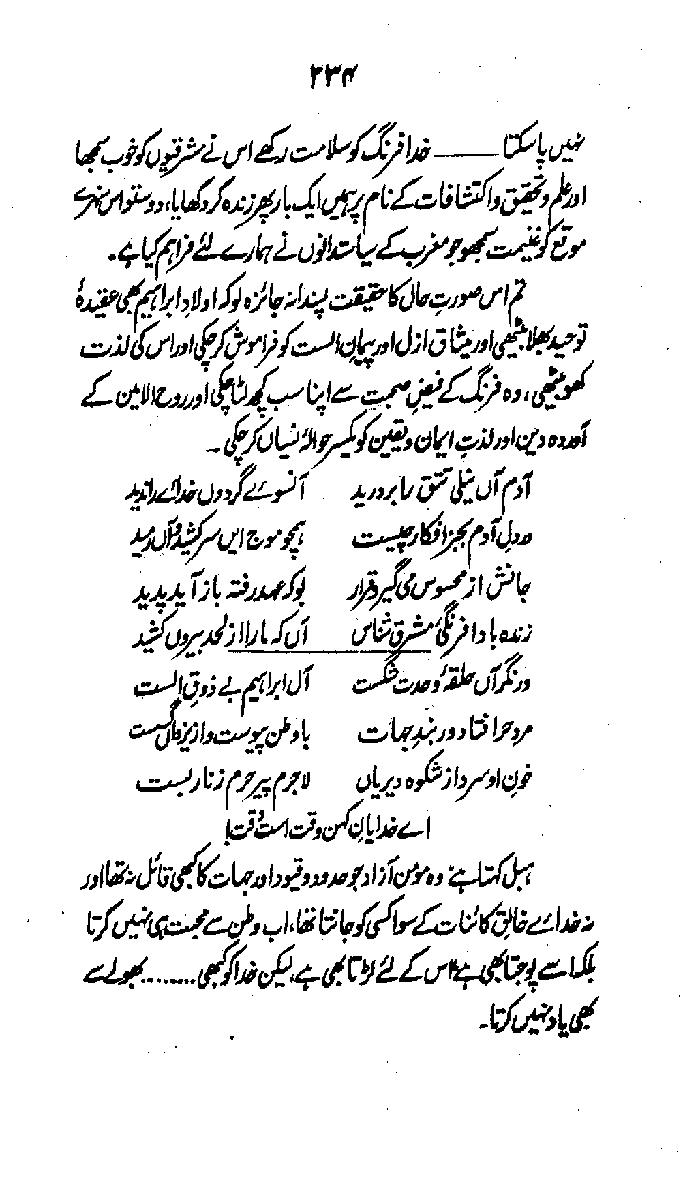 ۲۳۴
نہیں پا سکتا ــــــــ خدا فرنگ کو سلامت رکھے اس نے مشرقیوں کو خوب سمجھا
اور علم و تحقیق و اکتشافات کے نام پر ہمیں ایک بار پھر زندہ کر دکھایا، دوستو اس سنہرے
موقع کو غنیمت سمجھو جو مغرب کے سیاستدانوں نے ہمارے لئے فراہم کیا ہے۔
تم اس صورتِ حال کا حقیقت پسندانہ جائزہ لو کہ اولادِ ابراہیم بھی عقیدۂ
توحید بھلا بیٹھی اور میثاق ازل اور پیمانِ الست کو فراموش کر چکی اور اس کی لذت
کھو بیٹھی، وہ فرنگ کے فیضِ صحبت سے اپنا سب کچھ لٹا چکی اور روح الامین کے
آوردہ دین اور لذتِ ایمان و یقین کو یکسر حوالۂ نسیاں کر چکی۔
آدم آں نیلی تتق را بر درید آنسوئے گردوں خدائے را ندید
در دل آدم بجز افکار چیست ہمچو موج ایں سر کشید و آں رمید
جانش از محسوس می گیرد قرار بو کہ عہد رفتہ باز آید پدید
زندہ باد افرنگیِٔ مشرق شناس آں کہ ما را از لحد بیروں کشید
در نگر آں حلقۂ وحدت شکست آل ابراہیم بے ذوقِ الست
مرد حر افتاد در بندِ جہات با وطن پیوست و از یزداں گسست
خونِ او سرد از شکوہ دیریاں لا جرم پیر حرم زنار بست
اے خدایانِ کہن وقت است وقت!
ہبل کہتا ہے: وہ مومنِ آزاد جو حدود و قیود اور جہات کا کبھی قائل نہ تھا اور
نہ خدائے خالقِ کائنات کے سوا کسی کو جانتا تھا، اب وطن سے محبت ہی نہیں کرتا
بلکہ اسے پوجتا بھی ہے، اس کے لئے لڑتا بھی ہے، لیکن خدا کو کبھی ........ بھولے سے
بھی یاد نہیں کرتا۔